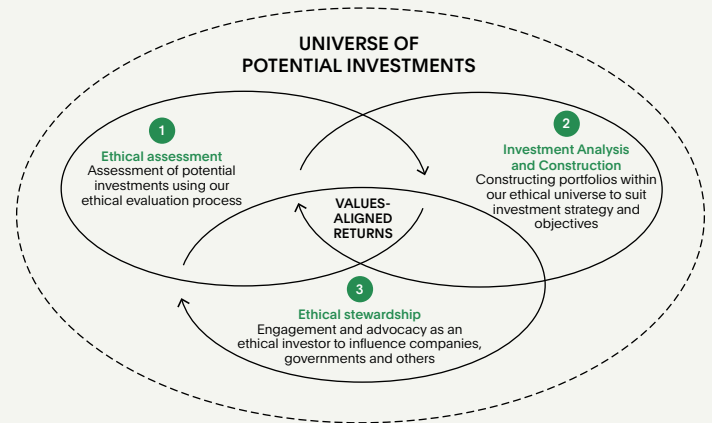 UNIVERSE OF
POTENTIAL INVESTMENTS
1
Ethical assessment
Assessment of potential
investments using our
ethical evaluation process
2
Investment Analysis
and Construction
Constructing portfolios within
our ethical universe to suit
investment strategy and
objectives
VALUES-
ALIGNED
RETURNS
3
Ethical stewardship
Engagement and advocacy as an
ethical investor to influence companies,
governments and others